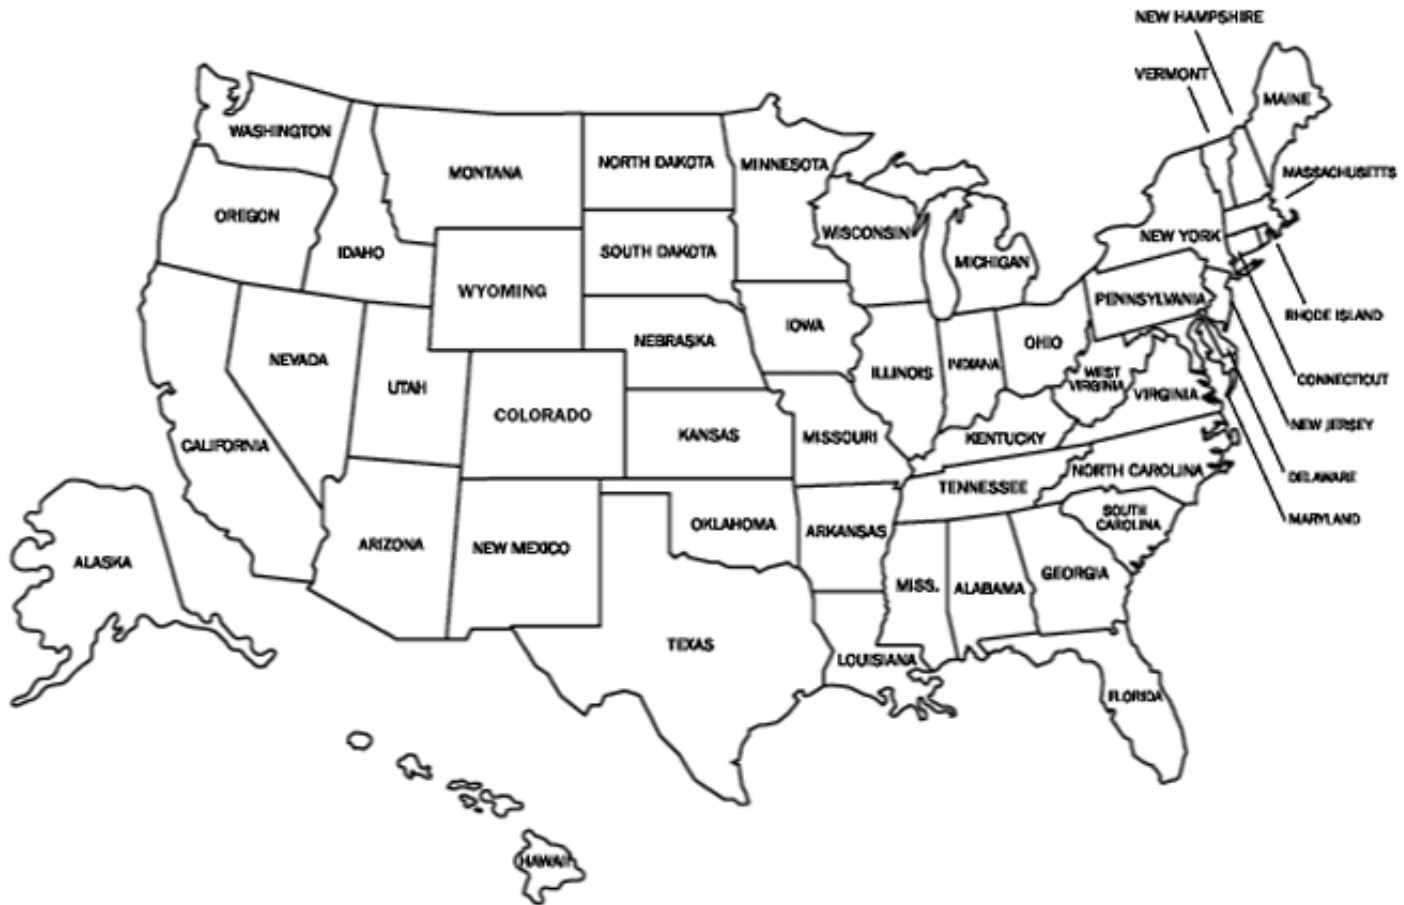 NEW HAMPSHIRE
VERMONT
MAINE
WASHINGTON
MONTANA
NORTH DAKOTA
MINNESOTA
MASSACHUSETTS
OREGON
IDAHO
SOUTH DAKOTA
WISCONSIN
MICHIGAN
NEW YORK
WYOMING
PENNSYLVANIA
RHODE ISLAND
IOWA
NEBRASKA
OHIO
NEVADA
UTAH
ILLINOIS
INDIANA
WEST
VIRGINIA
VIRGINIA
CONNECTICUT
COLORADO
KANSAS
MISSOURI
KENTUCKY
NEW JERSEY
CALIFORNIA
NORTH CAROLINA
DELAWARE
TENNESSEE
SOUTH
CAROLINA
MARYLAND
OKLAHOMA
ARKANSAS
ARIZONA
NEW MEXICO
ALASKA
MISS.
ALABAMA
GEORGIA
TEXAS
LOUISIANA
FLORIDA
HAWAII